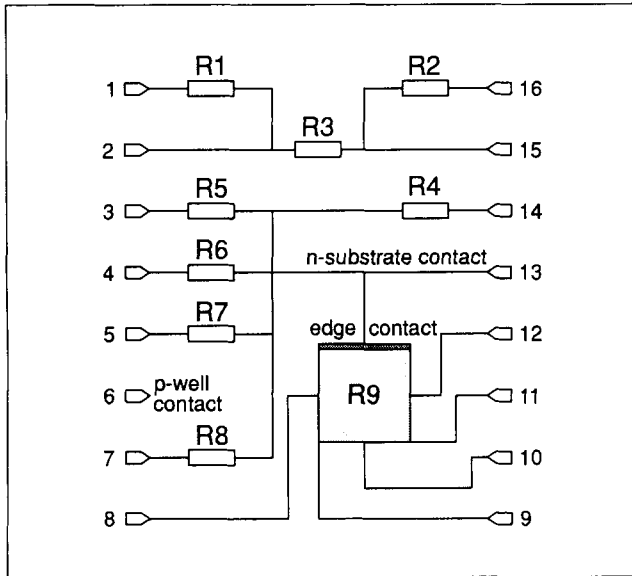 R1 R2
1 16
R3
2 15
R5 R4
3 14
R6 n-substrate contact
4 13
R7 edge contact
5 12
6 p-well contact R9 11
R8
7 10
8 9